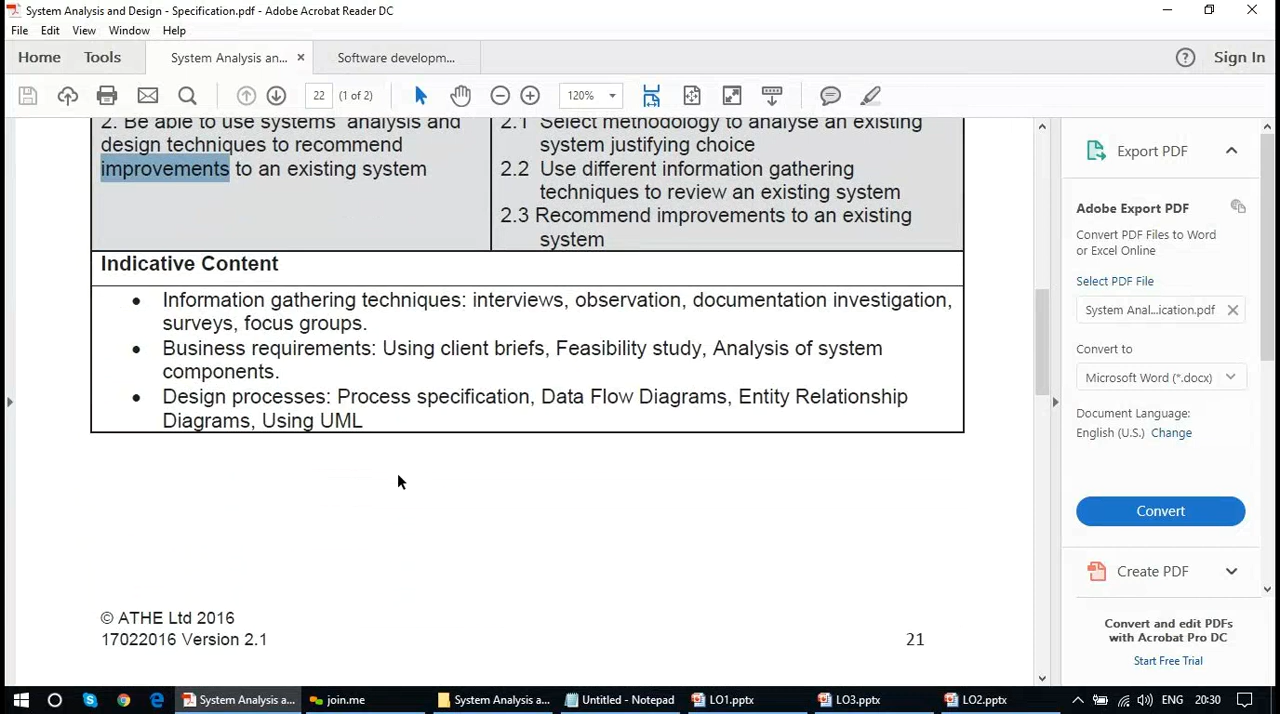 System Analysis and Design - Specification.pdf - Adobe Acrobat Reader DC
File Edit View Window Help
Home Tools System Analysis an... × Software developm... Sign In
22 (1 of 2) 120%
2. Be able to use systems' analysis and
design techniques to recommend
improvements to an existing system
2.1 Select methodology to analyse an existing
system justifying choice
2.2 Use different information gathering
techniques to review an existing system
2.3 Recommend improvements to an existing
system
Indicative Content
• Information gathering techniques: interviews, observation, documentation investigation,
surveys, focus groups.
• Business requirements: Using client briefs, Feasibility study, Analysis of system
components.
• Design processes: Process specification, Data Flow Diagrams, Entity Relationship
Diagrams, Using UML
© ATHE Ltd 2016
17022016 Version 2.1
21
Export PDF
Adobe Export PDF
Convert PDF Files to Word
or Excel Online
Select PDF File
System Anal...ication.pdf
Convert to
Microsoft Word (*.docx)
Document Language:
English (U.S.) Change
Convert
Create PDF
Convert and edit PDFs
with Acrobat Pro DC
Start Free Trial
System Analysis a... join.me System Analysis a... Untitled - Notepad LO1.pptx LO3.pptx LO2.pptx ENG 20:30